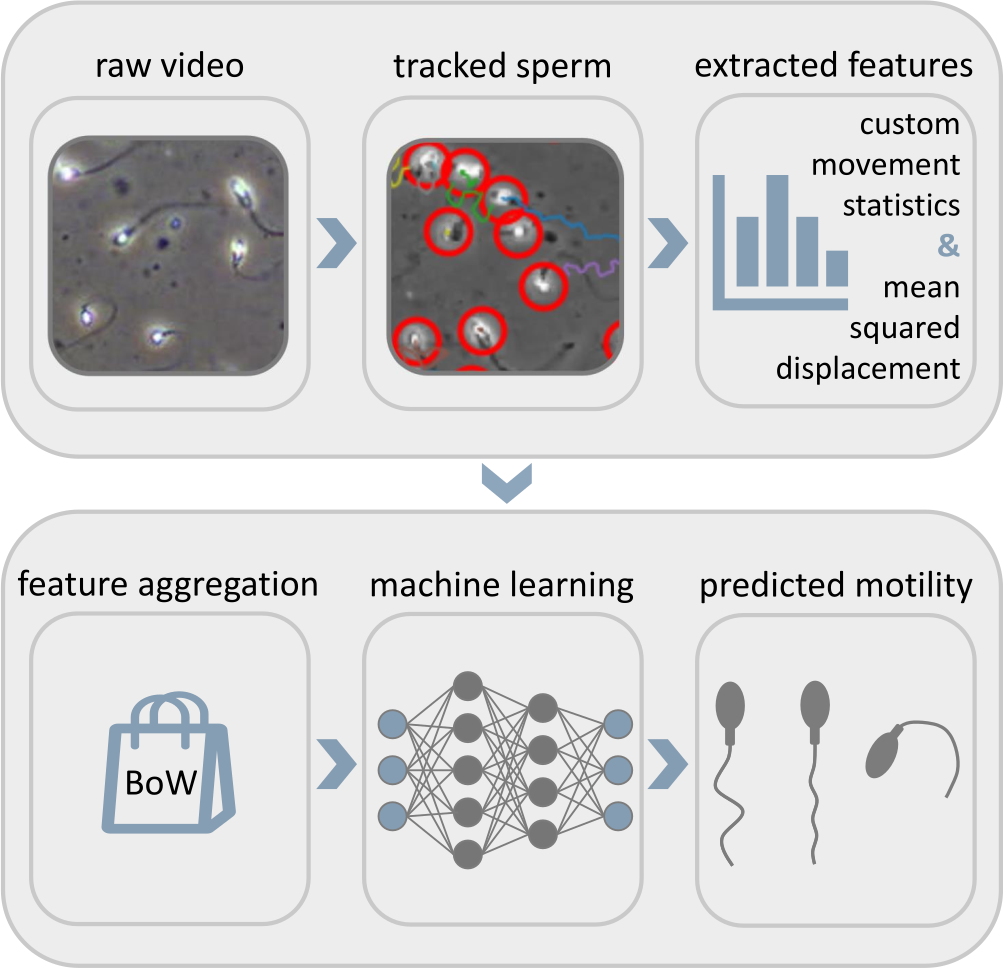 raw video
tracked sperm
extracted features
custom
movement
statistics
&
mean
squared
displacement
feature aggregation
machine learning
predicted motility
BoW